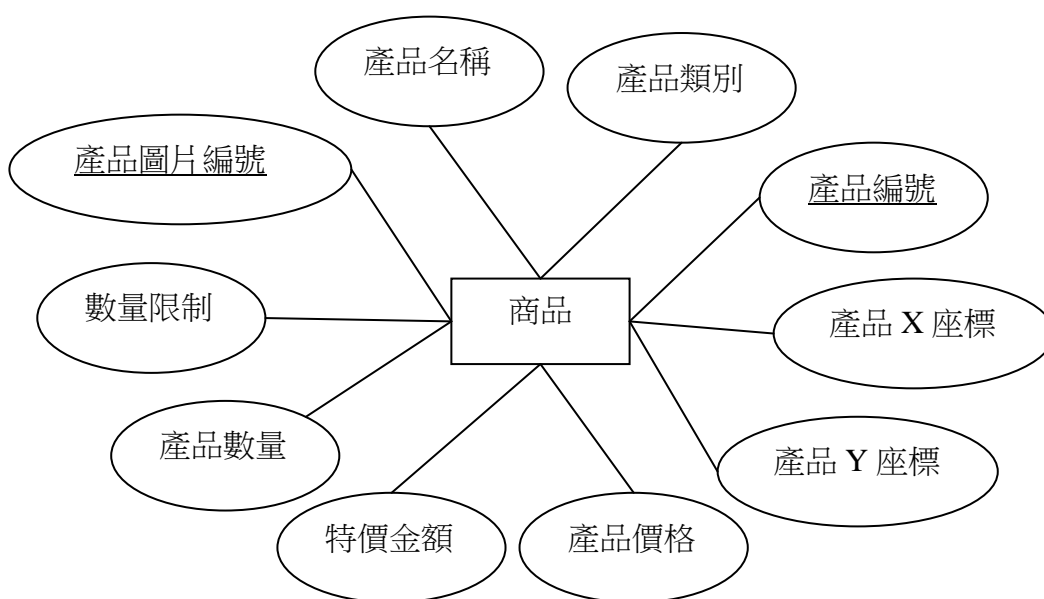 產品名稱
產品類別
產品圖片編號
產品編號
數量限制
商品
產品 X 座標
產品數量
產品 Y 座標
特價金額
產品價格